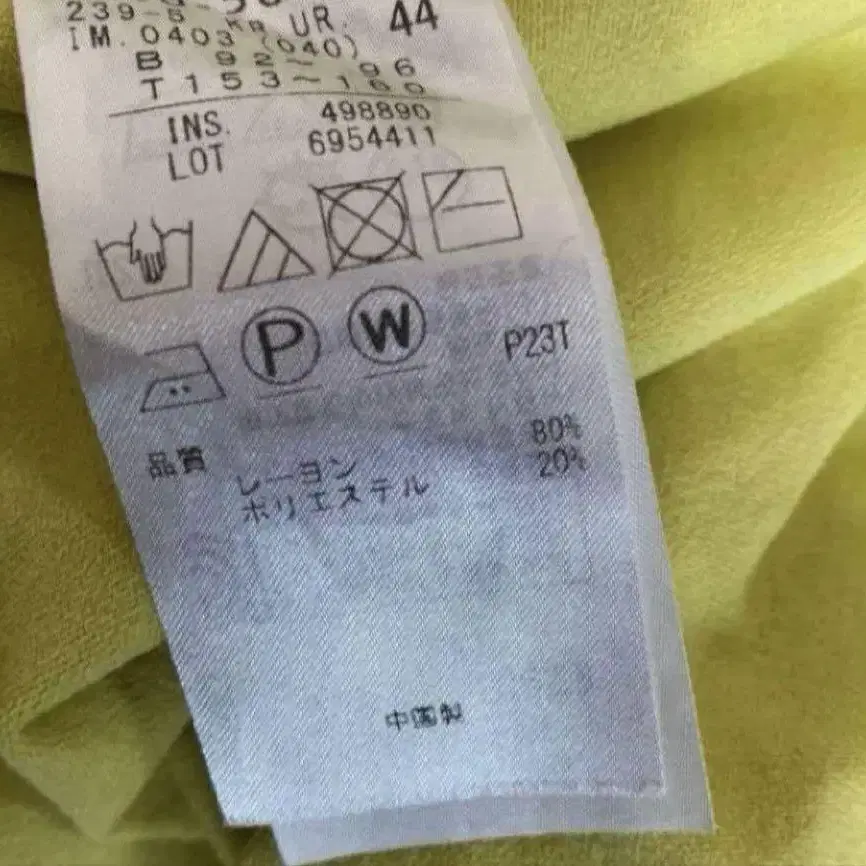 UR. 44
IM.0403 (040)
B 92~96
T 153~160
INS. 498890
LOT 6954411
P W P23T
品質
レーヨン 80%
ポリエステル 20%
中国製